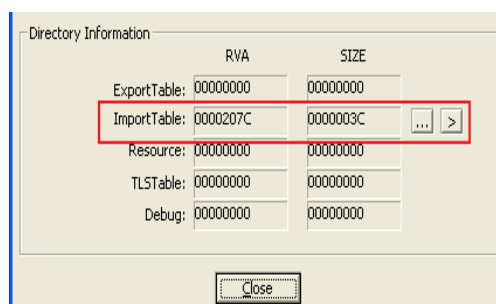 Directory Information
RVA SIZE
ExportTable: 00000000 00000000
ImportTable: 0000207C 0000003C ... >
Resource: 00000000 00000000
TLSTable: 00000000 00000000
Debug: 00000000 00000000
Close